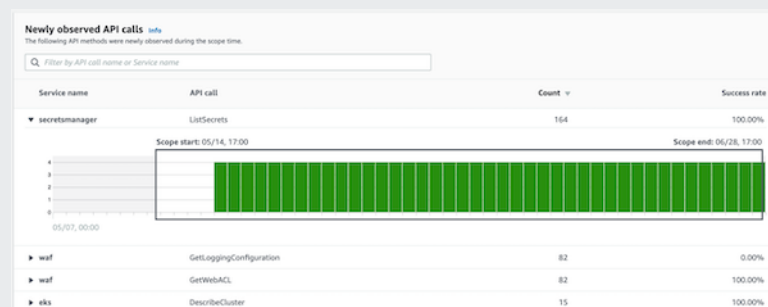 Newly observed API calls Info
The following API methods were newly observed during the scope time.
Filter by API call name or Service name
Service name API call Count Success rate
secretsmanager ListSecrets 164 100.00%
Scope start: 05/14, 17:00 Scope end: 06/28, 17:00
4
3
2
1
0
05/07, 00:00
waf GetLoggingConfiguration 82 0.00%
waf GetWebACL 82 100.00%
eks DescribeCluster 15 100.00%